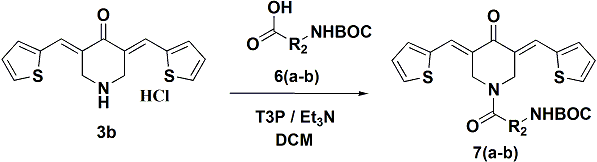 O
S
N
H
HCl
S
3b
O
OH
R2
NHBOC
6(a-b)
T3P / Et3N
DCM
O
S
N
S
O
R2
NHBOC
7(a-b)